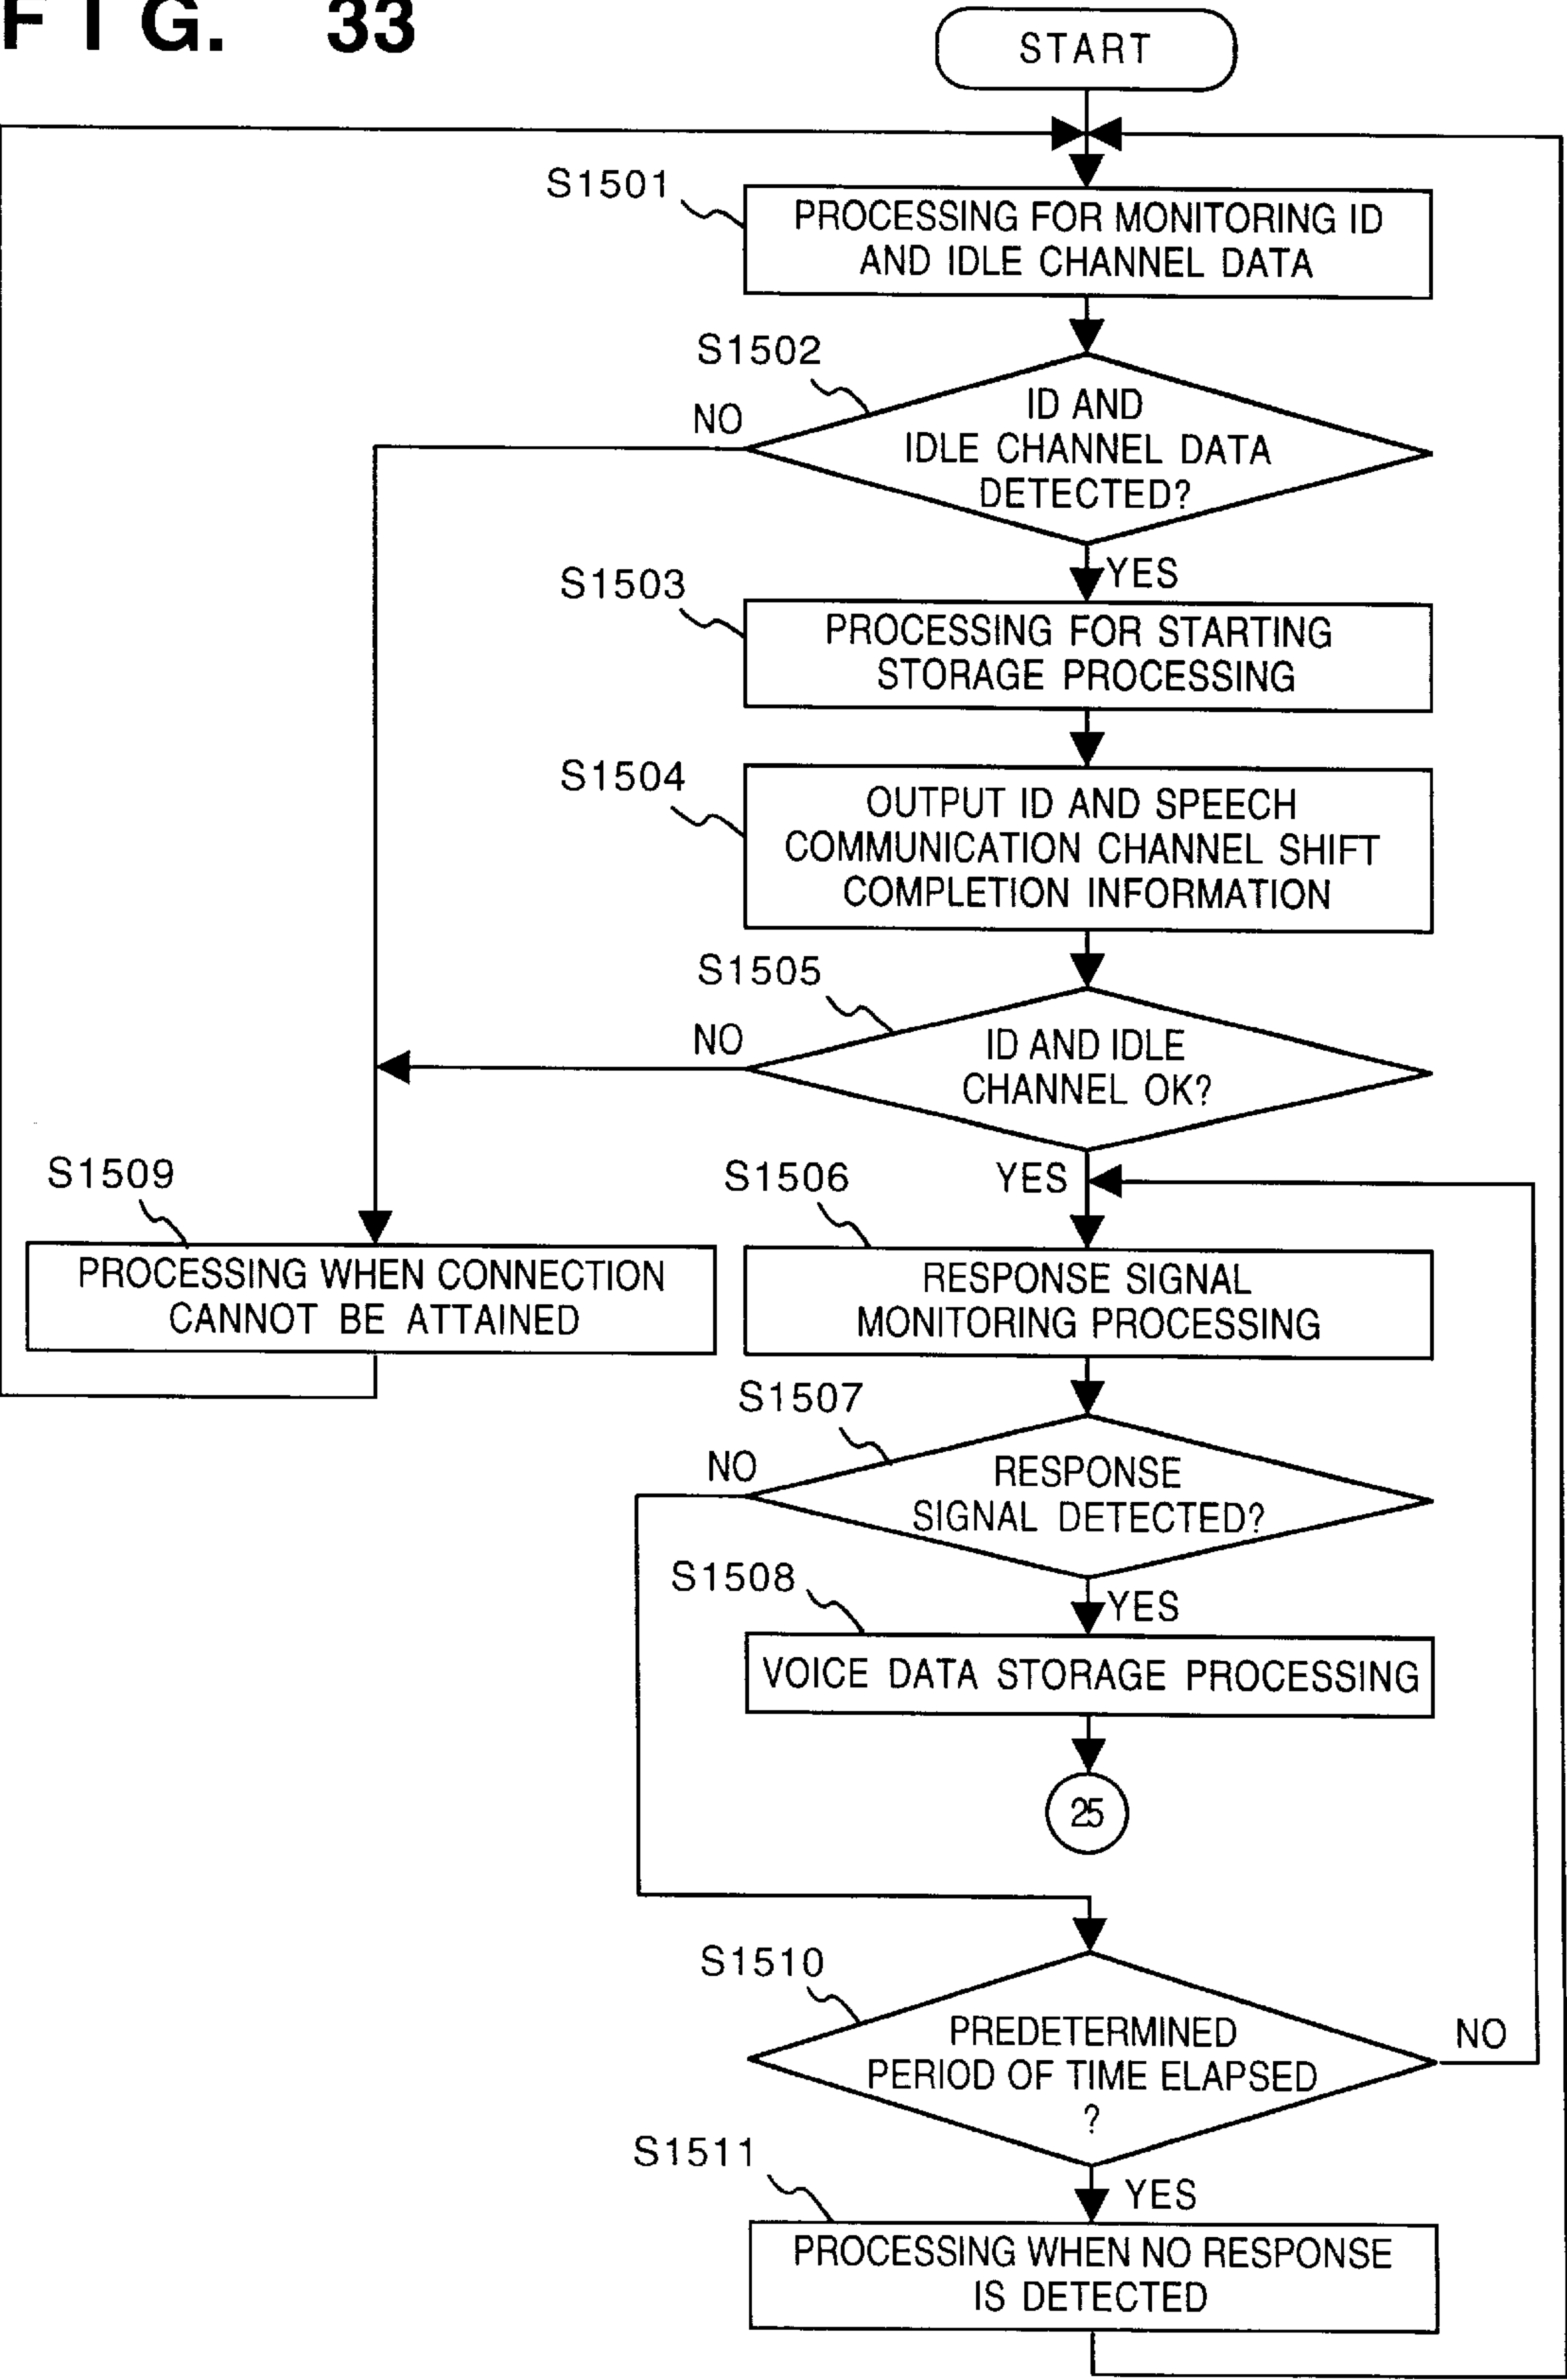 FIG. 33
START
S1501
PROCESSING FOR MONITORING ID
AND IDLE CHANNEL DATA
S1502
NO
ID AND
IDLE CHANNEL DATA
DETECTED?
YES
S1503
PROCESSING FOR STARTING
STORAGE PROCESSING
S1504
OUTPUT ID AND SPEECH
COMMUNICATION CHANNEL SHIFT
COMPLETION INFORMATION
S1505
NO
ID AND IDLE
CHANNEL OK?
YES
S1509
PROCESSING WHEN CONNECTION
CANNOT BE ATTAINED
S1506
RESPONSE SIGNAL
MONITORING PROCESSING
S1507
NO
RESPONSE
SIGNAL DETECTED?
S1508
YES
VOICE DATA STORAGE PROCESSING
25
S1510
PREDETERMINED
PERIOD OF TIME ELAPSED
?
NO
S1511
YES
PROCESSING WHEN NO RESPONSE
IS DETECTED